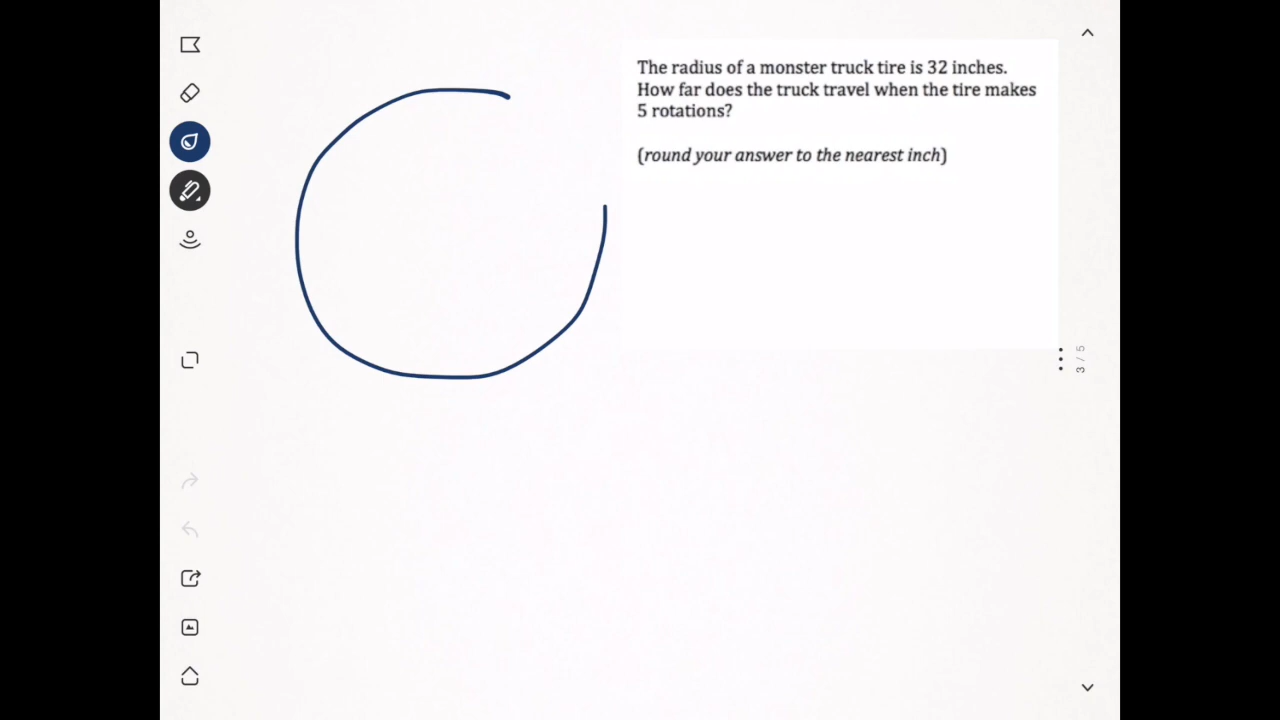 The radius of a monster truck tire is 32 inches.
How far does the truck travel when the tire makes
5 rotations?
(round your answer to the nearest inch)
3 / 5